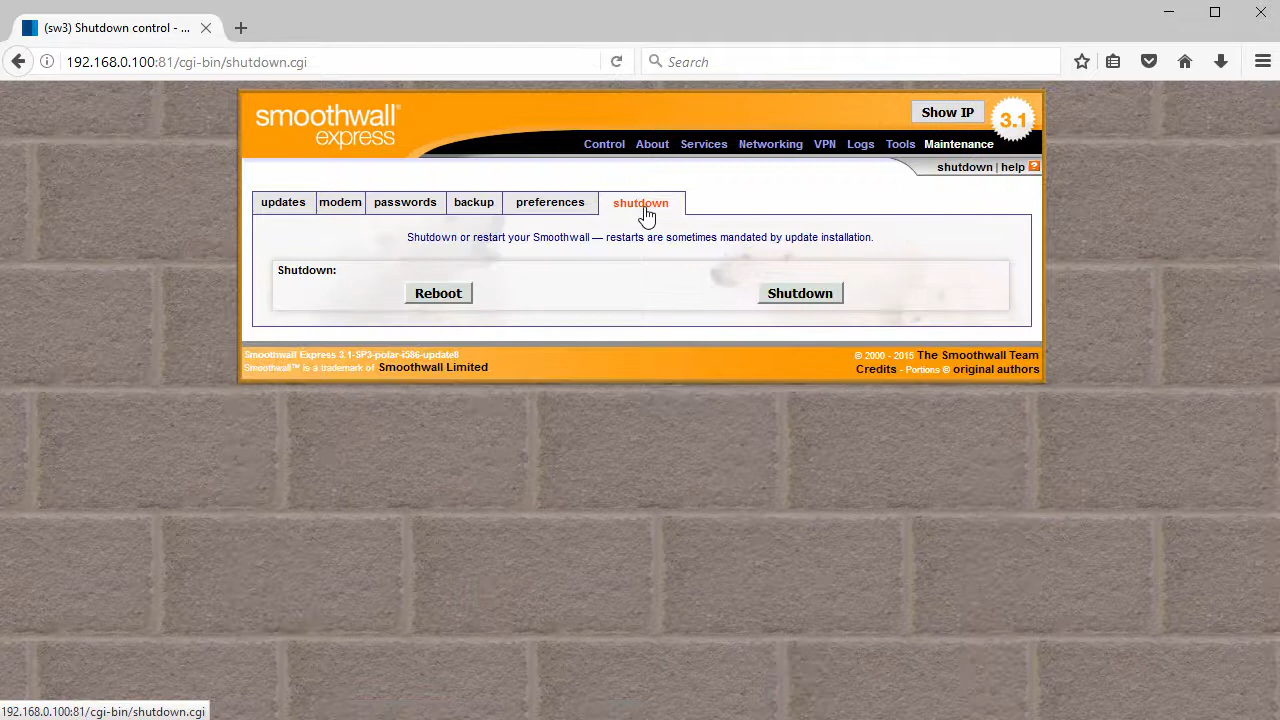 (sw3) Shutdown control - ...
192.168.0.100:81/cgi-bin/shutdown.cgi
Search
smoothwall®
express
Show IP
3.1
Control About Services Networking VPN Logs Tools Maintenance
shutdown | help ?
updates modem passwords backup preferences shutdown
Shutdown or restart your Smoothwall — restarts are sometimes mandated by update installation.
Shutdown:
Reboot Shutdown
Smoothwall Express 3.1-SP3-polar-i586-update8
Smoothwall™ is a trademark of Smoothwall Limited
© 2000 - 2015 The Smoothwall Team
Credits - Portions © original authors
192.168.0.100:81/cgi-bin/shutdown.cgi